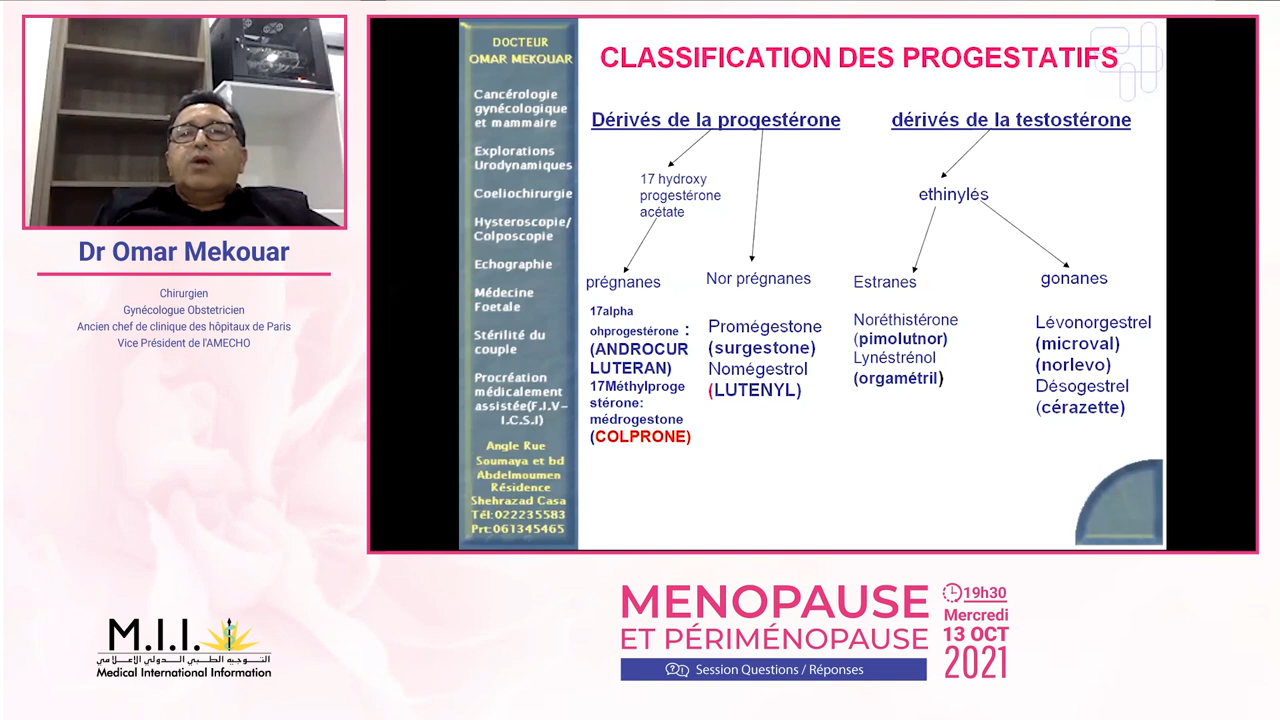 Dr Omar Mekouar
Chirurgien
Gynécologue Obstetricien
Ancien chef de clinique des hôpitaux de Paris
Vice Président de l'AMECHO
M.I.I.
التوجيه الطبي الدولي الإعلامي
Medical International Information
DOCTEUR
OMAR MEKOUAR
Cancérologie
gynécologique
et mammaire
Explorations
Urodynamiques
Coeliochirurgie
Hysteroscopie/
Colposcopie
Echographie
Médecine
Foetale
Stérilité du
couple
Procréation
médicalement
assistée(F.I.V-
I.C.S.I)
Angle Rue
Soumaya et bd
Abdelmoumen
Résidence
Shehrazad Casa
Tél:022235583
Prt:061345465
CLASSIFICATION DES PROGESTATIFS
Dérivés de la progestérone
17 hydroxy
progestérone
acétate
prégnanes
17alpha
ohprogestérone :
(ANDROCUR
LUTERAN)
17Méthylproge
stérone:
médrogestone
(COLPRONE)
Nor prégnanes
Promégestone
(surgestone)
Nomégestrol
(LUTENYL)
dérivés de la testostérone
ethinylés
Estranes
Noréthistérone
(pimolutnor)
Lynéstrénol
(orgamétril)
gonanes
Lévonorgestrel
(microval)
(norlevo)
Désogestrel
(cérazette)
MENOPAUSE
ET PÉRIMÉNOPAUSE
Session Questions / Réponses
19h30
Mercredi
13 OCT
2021